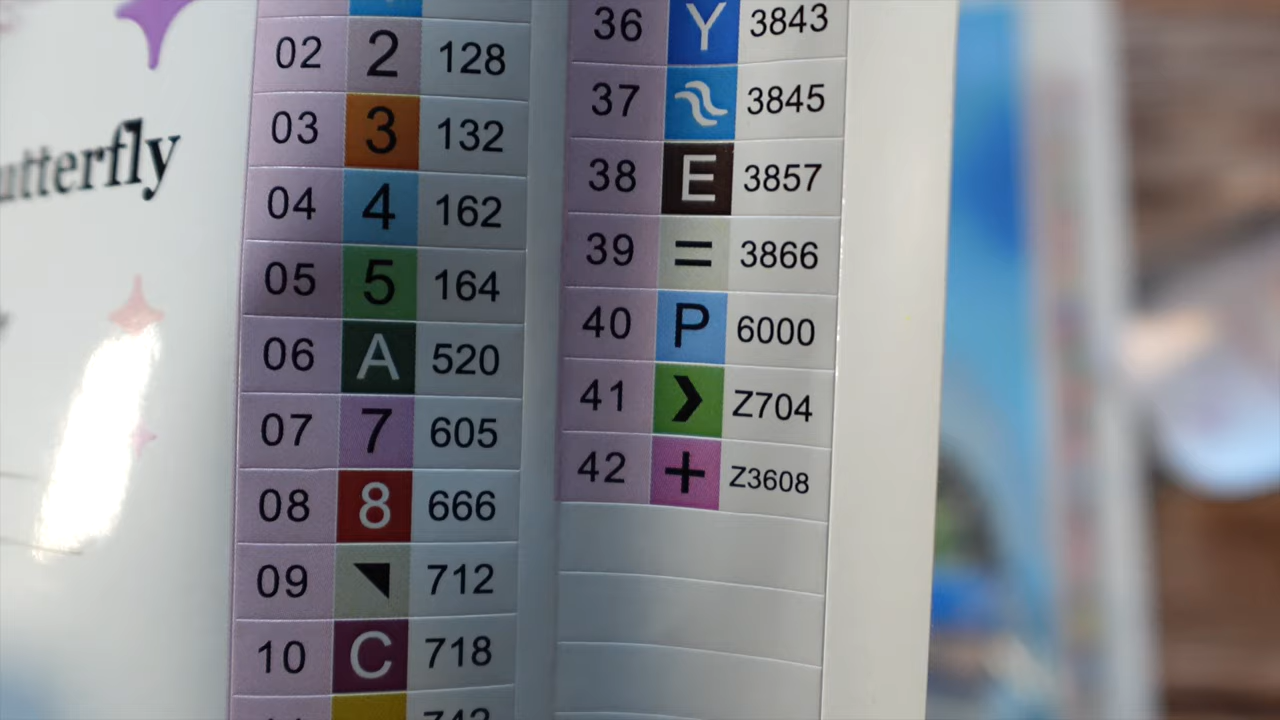 utterfly
02 2 128
03 3 132
04 4 162
05 5 164
06 A 520
07 7 605
08 8 666
09 ◥ 712
10 C 718
36 Y 3843
37 3845
38 E 3857
39 = 3866
40 P 6000
41 ❯ Z704
42 + Z3608